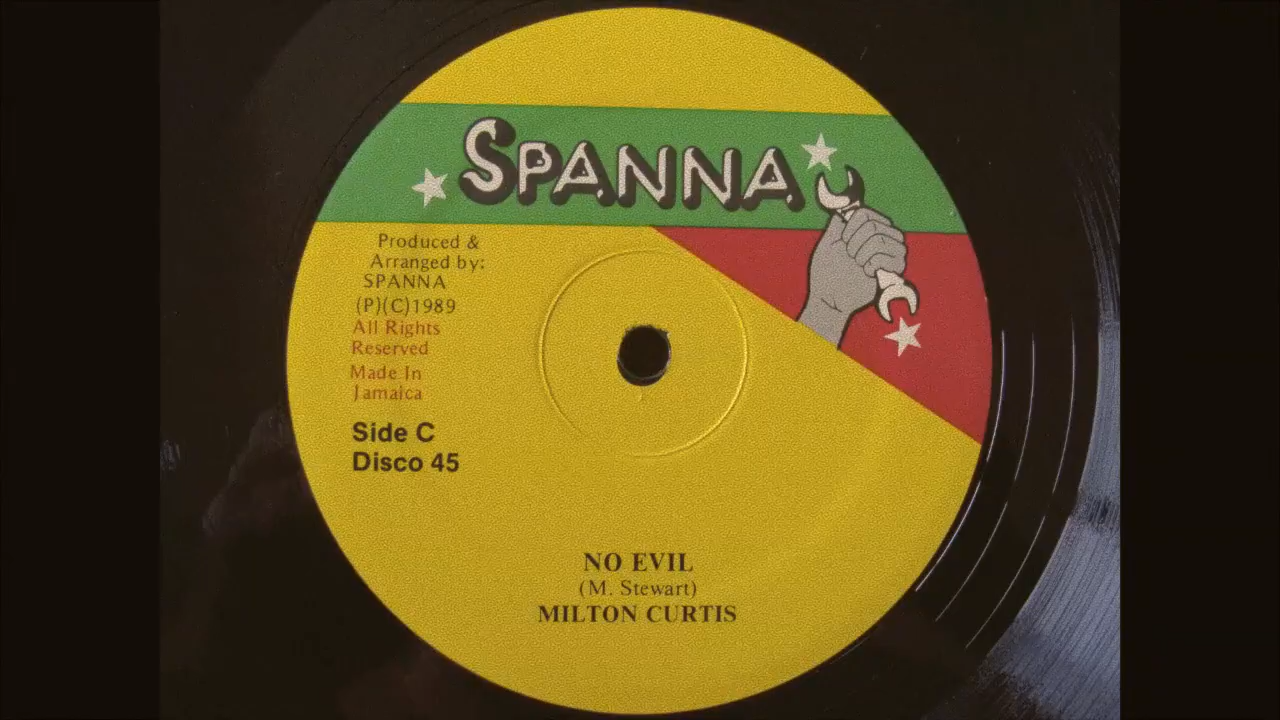 SPANNA
Produced &
Arranged by:
SPANNA
(P)(C)1989
All Rights
Reserved
Made In
Jamaica
Side C
Disco 45
NO EVIL
(M. Stewart)
MILTON CURTIS